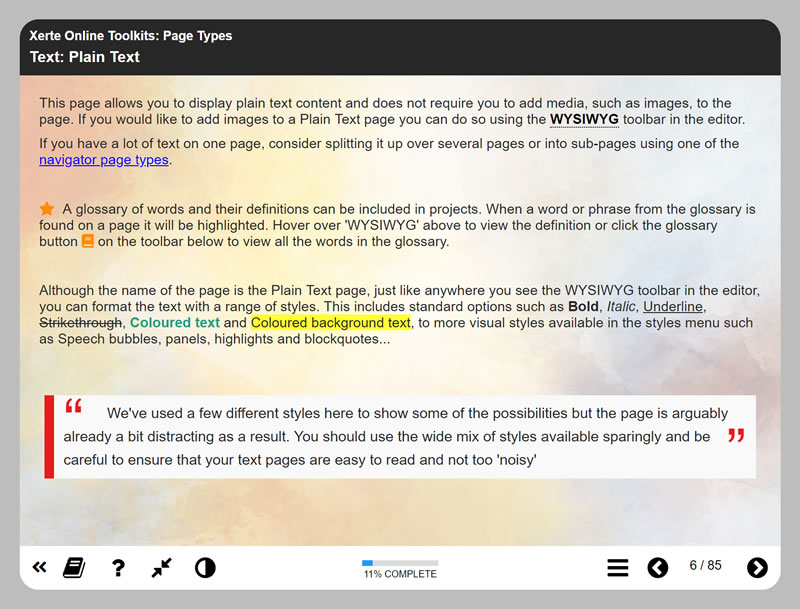 Xerte Online Toolkits: Page Types
Text: Plain Text
This page allows you to display plain text content and does not require you to add media, such as images, to the
page. If you would like to add images to a Plain Text page you can do so using the WYSIWYG toolbar in the editor.
If you have a lot of text on one page, consider splitting it up over several pages or into sub-pages using one of the
navigator page types.
A glossary of words and their definitions can be included in projects. When a word or phrase from the glossary is
found on a page it will be highlighted. Hover over 'WYSIWYG' above to view the definition or click the glossary
button on the toolbar below to view all the words in the glossary.
Although the name of the page is the Plain Text page, just like anywhere you see the WYSIWYG toolbar in the editor,
you can format the text with a range of styles. This includes standard options such as Bold, Italic, Underline,
Strikethrough, Coloured text and Coloured background text, to more visual styles available in the styles menu such
as Speech bubbles, panels, highlights and blockquotes...
“ We've used a few different styles here to show some of the possibilities but the page is arguably
already a bit distracting as a result. You should use the wide mix of styles available sparingly and be ”
careful to ensure that your text pages are easy to read and not too 'noisy'
11% COMPLETE
6 / 85